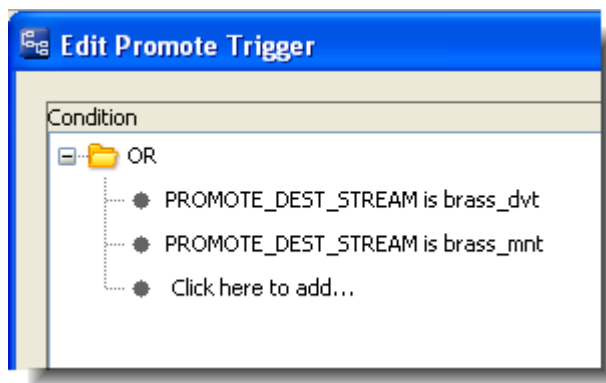 Edit Promote Trigger
Condition
OR
PROMOTE_DEST_STREAM is brass_dvt
PROMOTE_DEST_STREAM is brass_mnt
Click here to add...